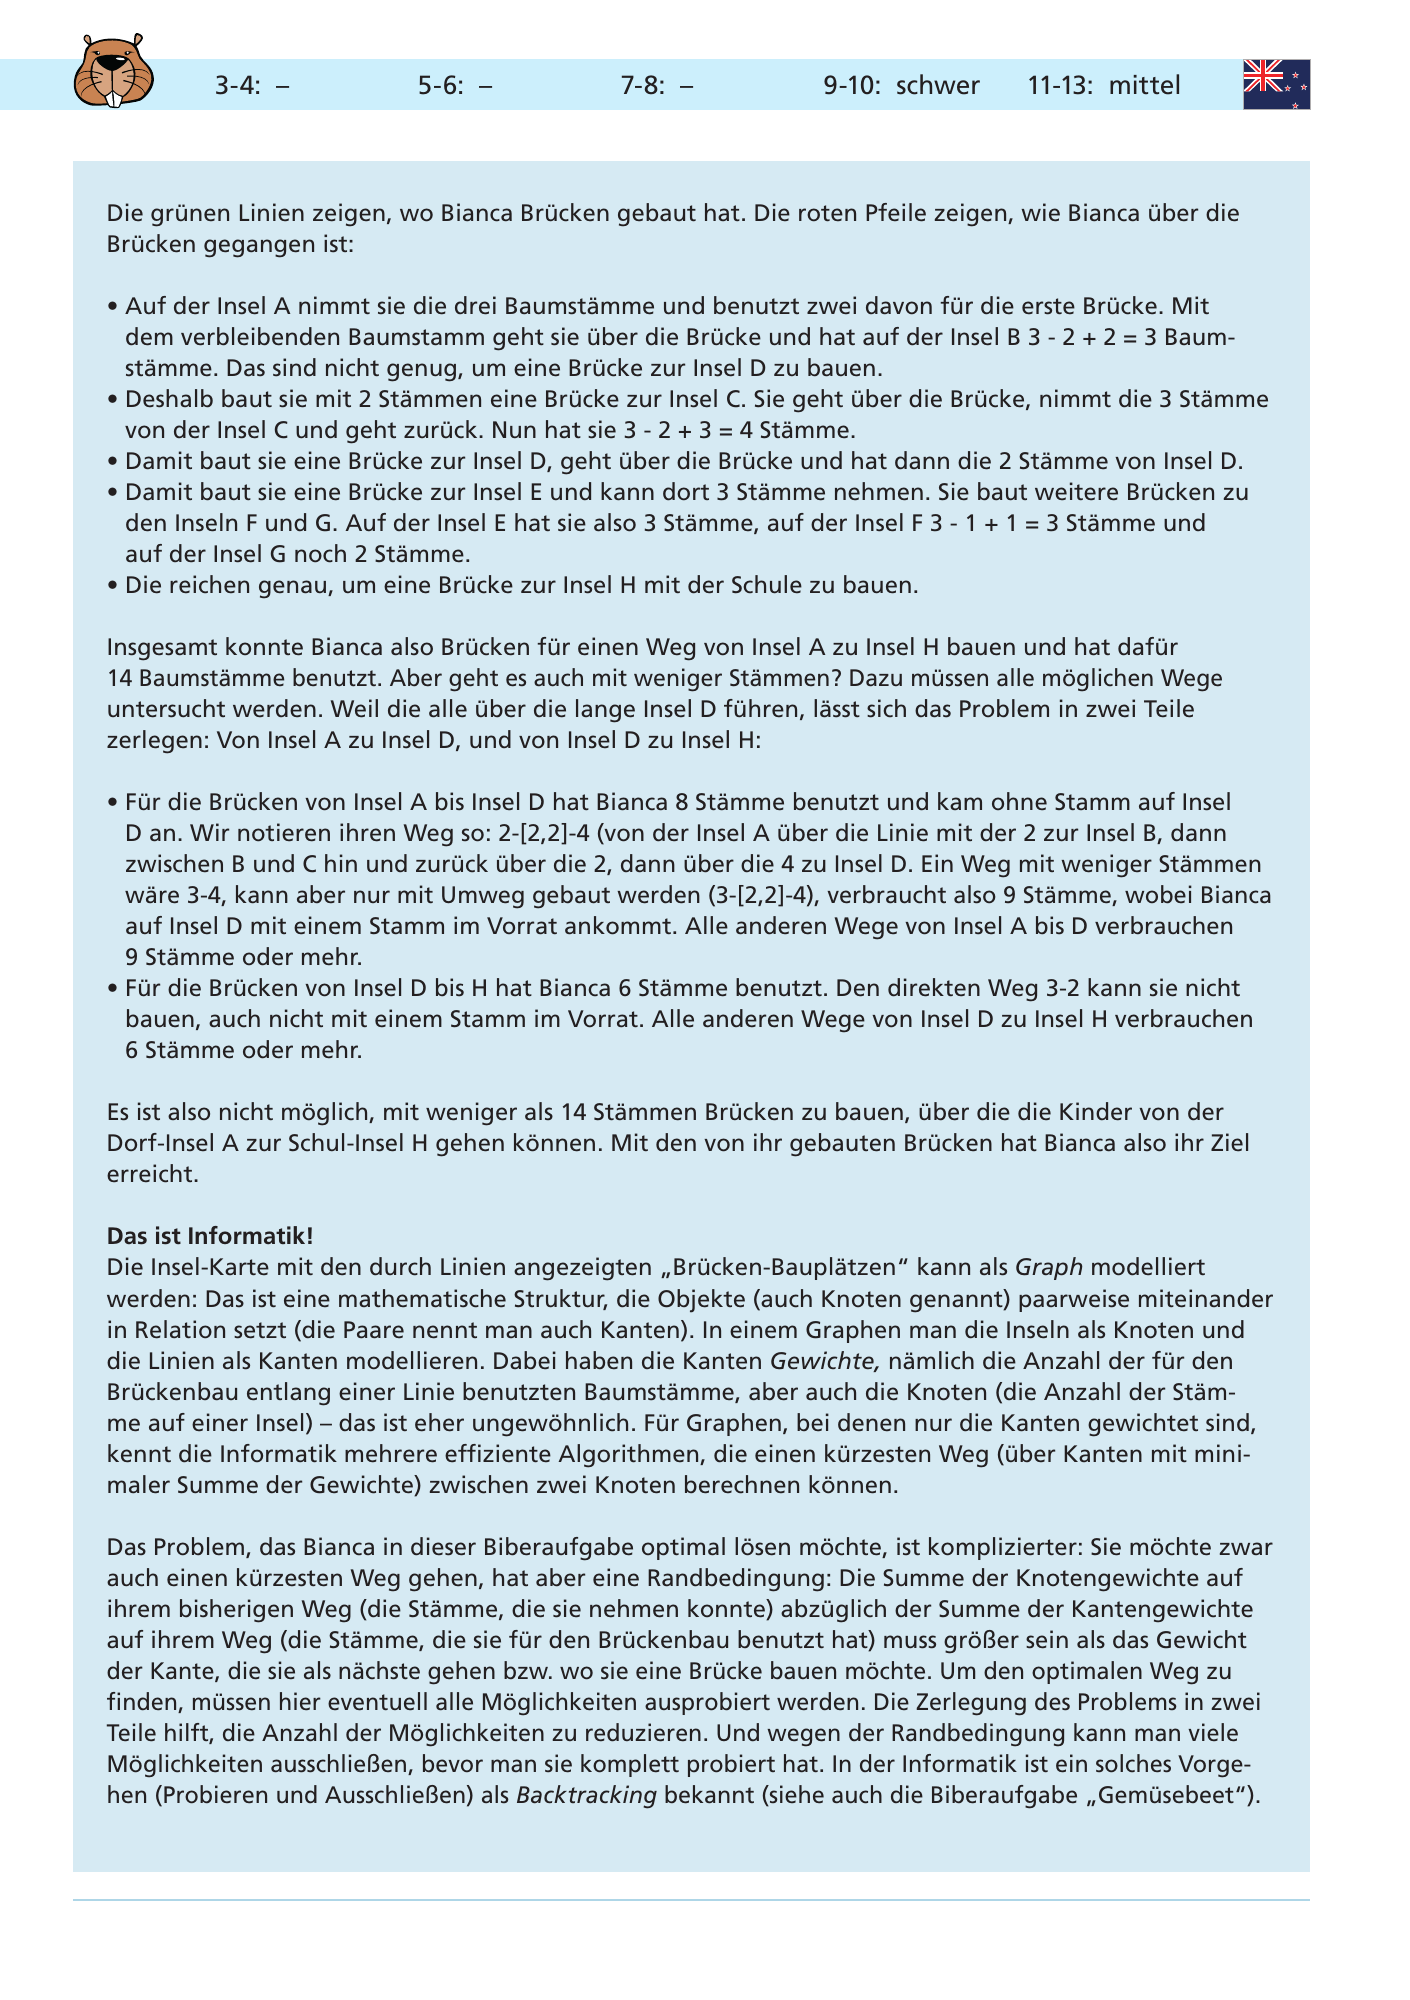 3-4: –	5-6: –	7-8: –	9-10: schwer	11-13: mittel
Die grünen Linien zeigen, wo Bianca Brücken gebaut hat. Die roten Pfeile zeigen, wie Bianca über die
Brücken gegangen ist:
• Auf der Insel A nimmt sie die drei Baumstämme und benutzt zwei davon für die erste Brücke. Mit
dem verbleibenden Baumstamm geht sie über die Brücke und hat auf der Insel B 3 - 2 + 2 = 3 Baum-
stämme. Das sind nicht genug, um eine Brücke zur Insel D zu bauen.
• Deshalb baut sie mit 2 Stämmen eine Brücke zur Insel C. Sie geht über die Brücke, nimmt die 3 Stämme
von der Insel C und geht zurück. Nun hat sie 3 - 2 + 3 = 4 Stämme.
• Damit baut sie eine Brücke zur Insel D, geht über die Brücke und hat dann die 2 Stämme von Insel D.
• Damit baut sie eine Brücke zur Insel E und kann dort 3 Stämme nehmen. Sie baut weitere Brücken zu
den Inseln F und G. Auf der Insel E hat sie also 3 Stämme, auf der Insel F 3 - 1 + 1 = 3 Stämme und
auf der Insel G noch 2 Stämme.
• Die reichen genau, um eine Brücke zur Insel H mit der Schule zu bauen.
Insgesamt konnte Bianca also Brücken für einen Weg von Insel A zu Insel H bauen und hat dafür
14 Baumstämme benutzt. Aber geht es auch mit weniger Stämmen? Dazu müssen alle möglichen Wege
untersucht werden. Weil die alle über die lange Insel D führen, lässt sich das Problem in zwei Teile
zerlegen: Von Insel A zu Insel D, und von Insel D zu Insel H:
• Für die Brücken von Insel A bis Insel D hat Bianca 8 Stämme benutzt und kam ohne Stamm auf Insel
D an. Wir notieren ihren Weg so: 2-[2,2]-4 (von der Insel A über die Linie mit der 2 zur Insel B, dann
zwischen B und C hin und zurück über die 2, dann über die 4 zu Insel D. Ein Weg mit weniger Stämmen
wäre 3-4, kann aber nur mit Umweg gebaut werden (3-[2,2]-4), verbraucht also 9 Stämme, wobei Bianca
auf Insel D mit einem Stamm im Vorrat ankommt. Alle anderen Wege von Insel A bis D verbrauchen
9 Stämme oder mehr.
• Für die Brücken von Insel D bis H hat Bianca 6 Stämme benutzt. Den direkten Weg 3-2 kann sie nicht
bauen, auch nicht mit einem Stamm im Vorrat. Alle anderen Wege von Insel D zu Insel H verbrauchen
6 Stämme oder mehr.
Es ist also nicht möglich, mit weniger als 14 Stämmen Brücken zu bauen, über die die Kinder von der
Dorf-Insel A zur Schul-Insel H gehen können. Mit den von ihr gebauten Brücken hat Bianca also ihr Ziel
erreicht.
Das ist Informatik!
Die Insel-Karte mit den durch Linien angezeigten „Brücken-Bauplätzen“ kann als Graph modelliert
werden: Das ist eine mathematische Struktur, die Objekte (auch Knoten genannt) paarweise miteinander
in Relation setzt (die Paare nennt man auch Kanten). In einem Graphen man die Inseln als Knoten und
die Linien als Kanten modellieren. Dabei haben die Kanten Gewichte, nämlich die Anzahl der für den
Brückenbau entlang einer Linie benutzten Baumstämme, aber auch die Knoten (die Anzahl der Stäm-
me auf einer Insel) – das ist eher ungewöhnlich. Für Graphen, bei denen nur die Kanten gewichtet sind,
kennt die Informatik mehrere effiziente Algorithmen, die einen kürzesten Weg (über Kanten mit mini-
maler Summe der Gewichte) zwischen zwei Knoten berechnen können.
Das Problem, das Bianca in dieser Biberaufgabe optimal lösen möchte, ist komplizierter: Sie möchte zwar
auch einen kürzesten Weg gehen, hat aber eine Randbedingung: Die Summe der Knotengewichte auf
ihrem bisherigen Weg (die Stämme, die sie nehmen konnte) abzüglich der Summe der Kantengewichte
auf ihrem Weg (die Stämme, die sie für den Brückenbau benutzt hat) muss größer sein als das Gewicht
der Kante, die sie als nächste gehen bzw. wo sie eine Brücke bauen möchte. Um den optimalen Weg zu
finden, müssen hier eventuell alle Möglichkeiten ausprobiert werden. Die Zerlegung des Problems in zwei
Teile hilft, die Anzahl der Möglichkeiten zu reduzieren. Und wegen der Randbedingung kann man viele
Möglichkeiten ausschließen, bevor man sie komplett probiert hat. In der Informatik ist ein solches Vorge-
hen (Probieren und Ausschließen) als Backtracking bekannt (siehe auch die Biberaufgabe „Gemüsebeet“).